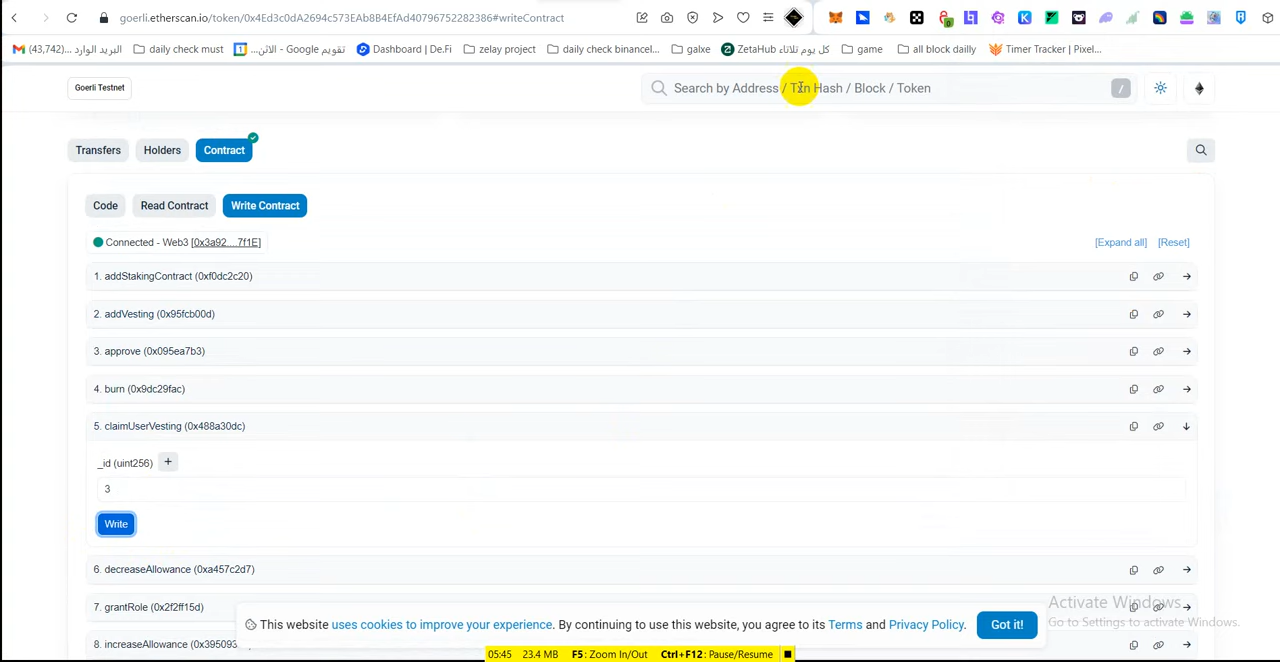 goerli.etherscan.io/token/0x4Ed3c0dA2694c573EAb8B4EfAd40796752282386#writeContract
البريد الوارد ...(43,742)
daily check must
تقويم Google - الاثن...
Dashboard | De.Fi
zelay project
daily check binancel...
galxe
ZetaHub كل يوم ثلاثاء
game
all block dailly
Timer Tracker | Pixel...
Goerli Testnet
Search by Address / Txn Hash / Block / Token
/
Transfers
Holders
Contract
Code
Read Contract
Write Contract
Connected - Web3 [0x3a92....7f1E]
[Expand all]
[Reset]
1. addStakingContract (0xf0dc2c20)
2. addVesting (0x95fcb00d)
3. approve (0x095ea7b3)
4. burn (0x9dc29fac)
5. claimUserVesting (0x488a30dc)
_id (uint256)
+
3
Write
6. decreaseAllowance (0xa457c2d7)
7. grantRole (0x2f2ff15d)
8. increaseAllowance (0x395093
This website uses cookies to improve your experience. By continuing to use this website, you agree to its Terms and Privacy Policy.
Got it!
Activate Windows
Go to Settings to activate Windows.
05:45 23.4 MB F5: Zoom In/Out Ctrl+F12: Pause/Resume